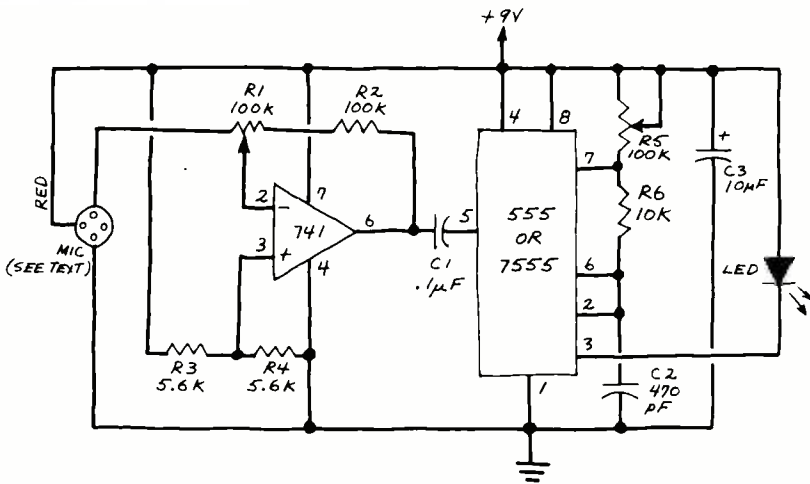 +9V
R1
100K
R2
100K
4
8
R5
100K
+
C3
10µF
7
RED
2
-
7
741
6
5
555
OR
7555
R6
10K
MIC
(SEE TEXT)
3
+
4
C1
.1µF
6
2
3
LED
R3
5.6K
R4
5.6K
1
C2
470
pF